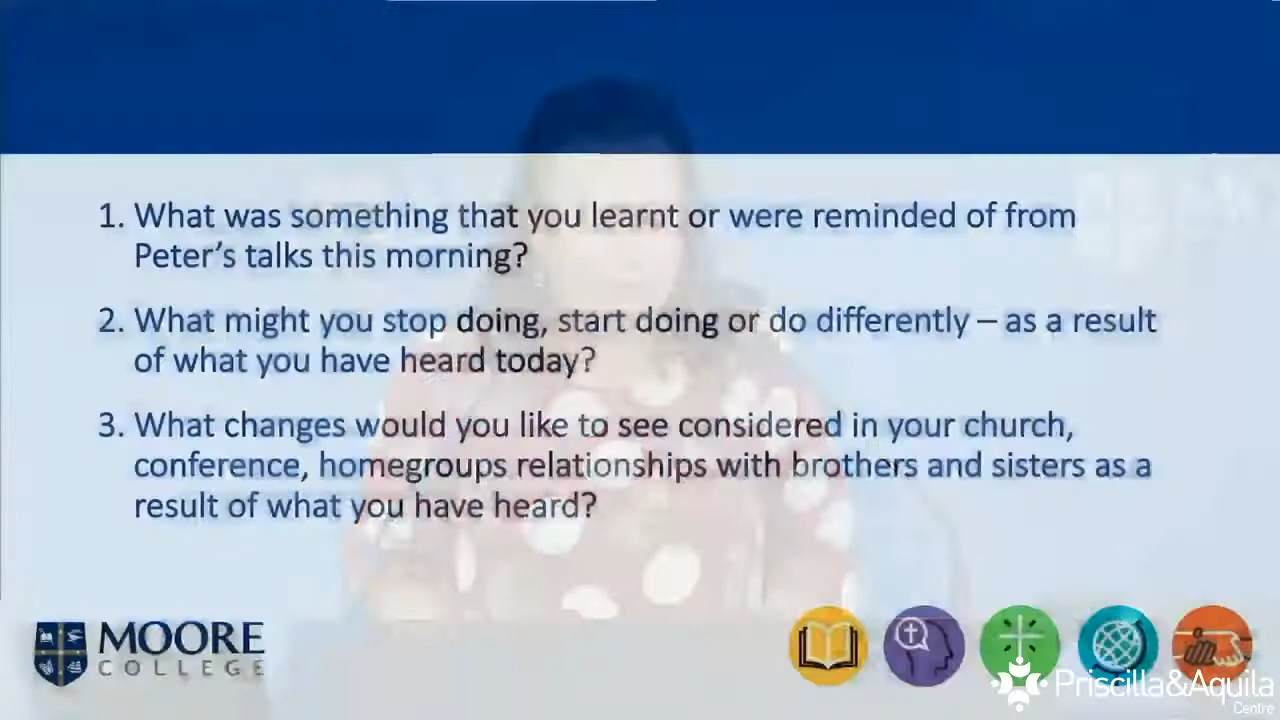 1. What was something that you learnt or were reminded of from
Peter’s talks this morning?
2. What might you stop doing, start doing or do differently – as a result
of what you have heard today?
3. What changes would you like to see considered in your church,
conference, homegroups relationships with brothers and sisters as a
result of what you have heard?
MOORE
COLLEGE
Priscilla&Aquila
Centre